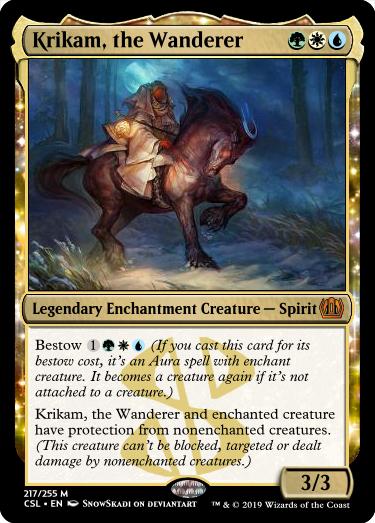 Krikam, the Wanderer
Legendary Enchantment Creature — Spirit
Bestow 1 (If you cast this card for its
bestow cost, it's an Aura spell with enchant
creature. It becomes a creature again if it's not
attached to a creature.)
Krikam, the Wanderer and enchanted creature
have protection from nonenchanted creatures.
(This creature can't be blocked, targeted or dealt
damage by nonenchanted creatures.)
3/3
217/255 M
CSL • EN SnowSkadi on deviantart
™ & © 2019 Wizards of the Coast